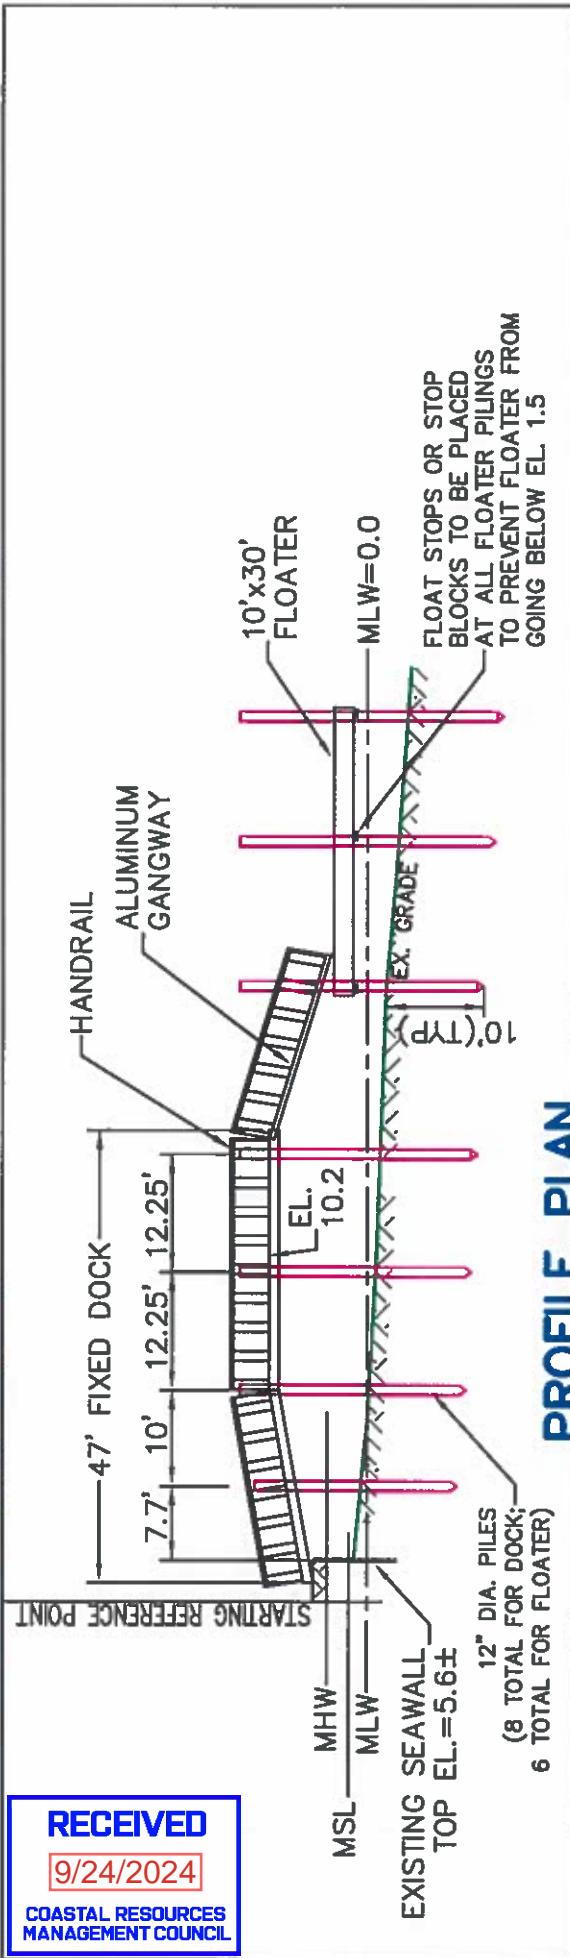 RECEIVED
9/24/2024
COASTAL RESOURCES
MANAGEMENT COUNCIL
STARTING REFERENCE POINT
47' FIXED DOCK
7.7'
10'
12.25'
12.25'
HANDRAIL
ALUMINUM
GANGWAY
10'x30'
FLOATER
EL.
10.2
MHW
MSL
MLW
MLW=0.0
EXISTING SEAWALL
TOP EL.=5.6±
12" DIA. PILES
(8 TOTAL FOR DOCK;
6 TOTAL FOR FLOATER)
10'(TYP)
EX. GRADE
FLOAT STOPS OR STOP
BLOCKS TO BE PLACED
AT ALL FLOATER PILINGS
TO PREVENT FLOATER FROM
GOING BELOW EL. 1.5
PROFILE PLAN